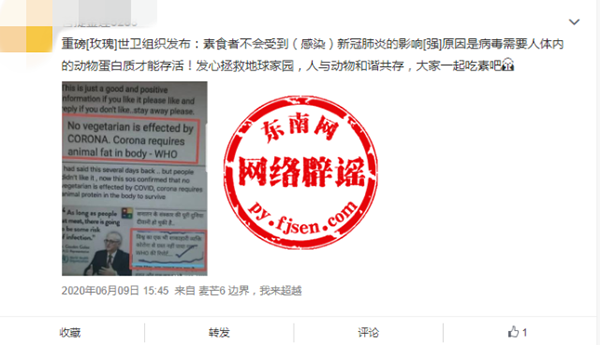 重磅[玫瑰]世卫组织发布：素食者不会受到（感染）新冠肺炎的影响[强]原因是病毒需要人体内
的动物蛋白质才能存活！发心拯救地球家园，人与动物和谐共存，大家一起吃素吧
This is just a good and positive
information if you like it please like and
reply if you don't like..stay away please.
No vegetarian is effected by
CORONA. Corona requires
animal fat in body - WHO
had said this several days back .. but people
didn't like it , now this sos confirmed that no
vegetarian is effected by COVID, corona requires
animal protein in the body to survive
"As long as people
eat meat, there is going
to be some risk
of infection."
东南网
网络辟谣
py.fjsen.com
2020年06月09日 15:45 来自 麦芒6 边界，我来超越
收藏
转发
评论
1